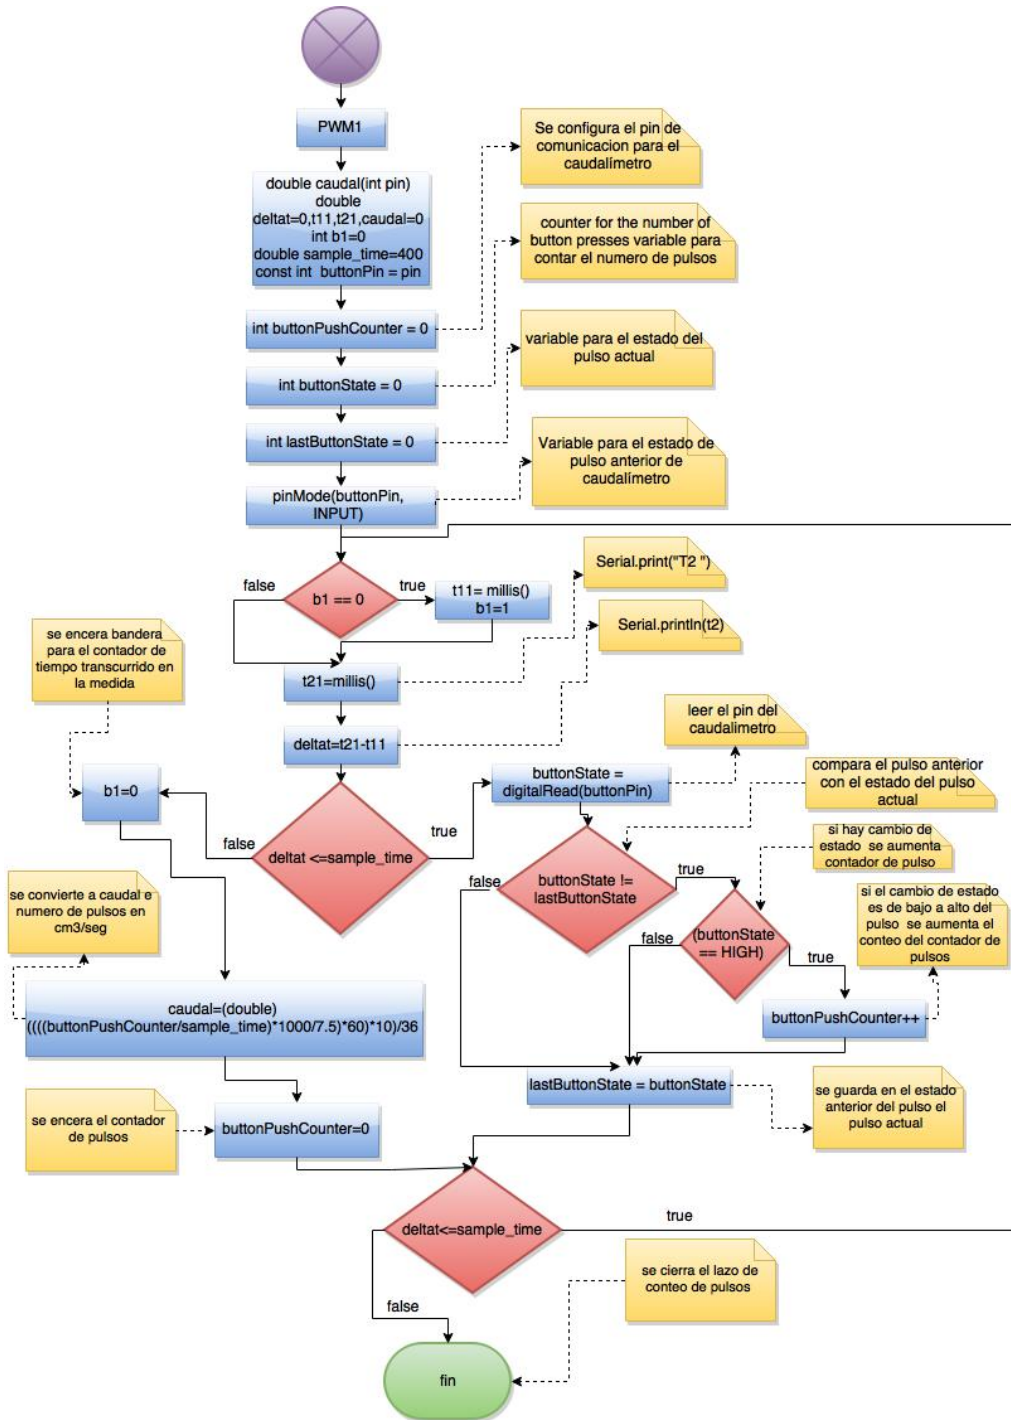 PWM1
Se configura el pin de
comunicacion para el
caudalímetro
double caudal(int pin)
double
deltat=0,t11,t21,caudal=0
int b1=0
double sample_time=400
const int  buttonPin = pin
counter for the number of
button presses variable para
contar el numero de pulsos
int buttonPushCounter = 0
variable para el estado del
pulso actual
int buttonState = 0
int lastButtonState = 0
Variable para el estado de
pulso anterior de
caudalímetro
pinMode(buttonPin,
INPUT)
Serial.print("T2 ")
false
b1 == 0
true
t11= millis()
b1=1
Serial.println(t2)
se encera bandera
para el contador de
tiempo transcurrido en
la medida
t21=millis()
leer el pin del
caudalimetro
deltat=t21-t11
compara el pulso anterior
con el estado del pulso
actual
b1=0
buttonState =
digitalRead(buttonPin)
false
deltat <=sample_time
true
si hay cambio de
estado  se aumenta
contador de pulso
false
buttonState !=
lastButtonState
true
se convierte a caudal e
numero de pulsos en
cm3/seg
si el cambio de estado
es de bajo a alto del
pulso  se aumenta el
conteo del contador de
pulsos
false
(buttonState
== HIGH)
true
caudal=(double)
((((buttonPushCounter/sample_time)*1000/7.5)*60)*10)/36
buttonPushCounter++
lastButtonState = buttonState
se guarda en el estado
anterior del pulso el
pulso actual
se encera el contador
de pulsos
buttonPushCounter=0
deltat<=sample_time
true
se cierra el lazo de
conteo de pulsos
false
fin